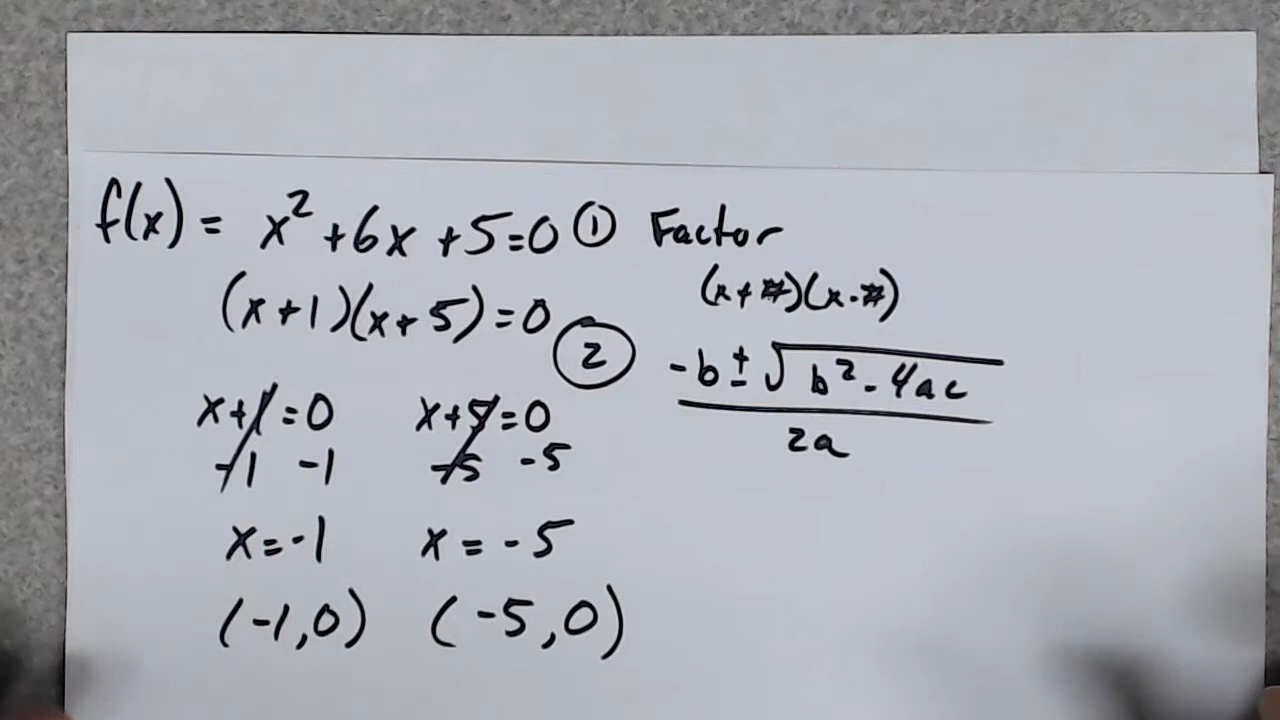 f(x) = x² + 6x + 5 = 0 ① Factor
(x + #)(x - #)
(x + 1)(x + 5) = 0
② -b ± √b² - 4ac
2a
x + 1 = 0 x + 5 = 0
-1 -1 -5 -5
x = -1 x = -5
(-1, 0) (-5, 0)